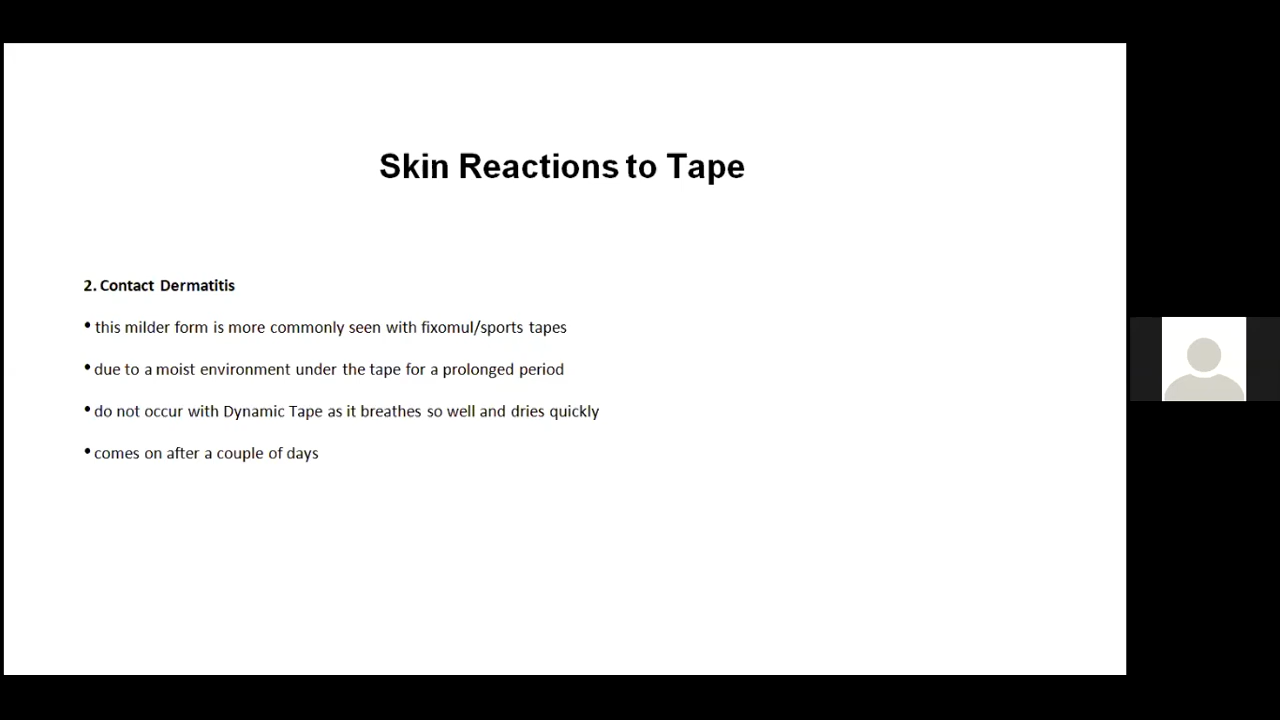 Skin Reactions to Tape
2. Contact Dermatitis
• this milder form is more commonly seen with fixomul/sports tapes
• due to a moist environment under the tape for a prolonged period
• do not occur with Dynamic Tape as it breathes so well and dries quickly
• comes on after a couple of days